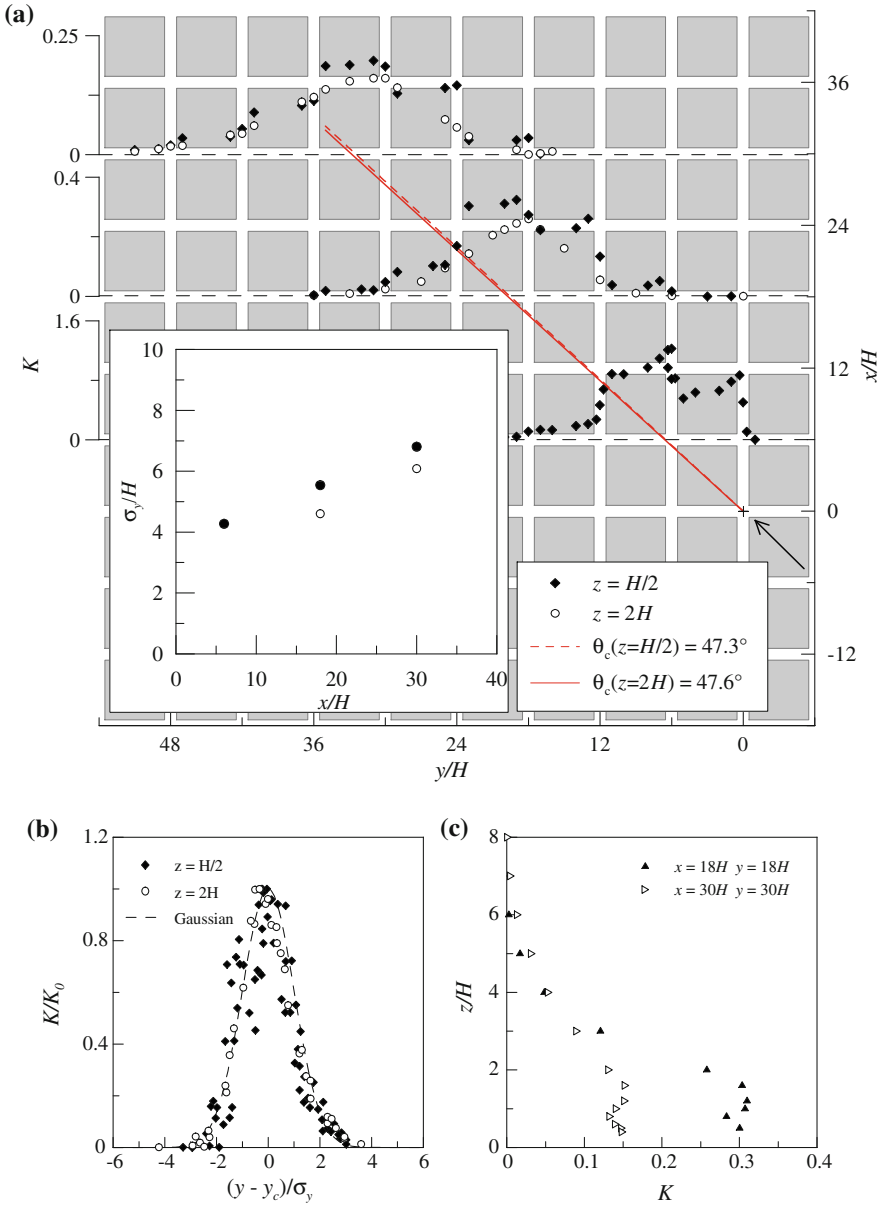 (a)
0.25
0
0.4
0
1.6
0
K
36
24
12
0
-12
x/H
10
8
6
4
2
0
σy/H
0 10 20 30 40
x/H
z = H/2
z = 2H
θc(z=H/2) = 47.3°
θc(z=2H) = 47.6°
48 36 24 12 0
y/H
(b)
1.2
0.8
0.4
0
K/K0
z = H/2
z = 2H
Gaussian
-6 -4 -2 0 2 4 6
(y - yc)/σy
(c)
8
6
4
2
0
z/H
x = 18H y = 18H
x = 30H y = 30H
0 0.1 0.2 0.3 0.4
K